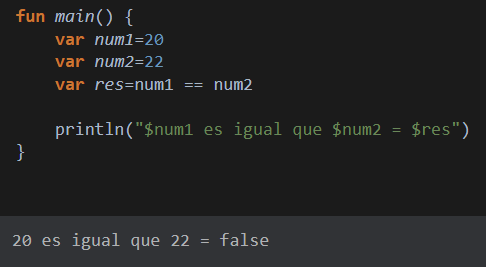 fun main() {
    var num1=20
    var num2=22
    var res=num1 == num2
    println("$num1 es igual que $num2 = $res")
}
20 es igual que 22 = false